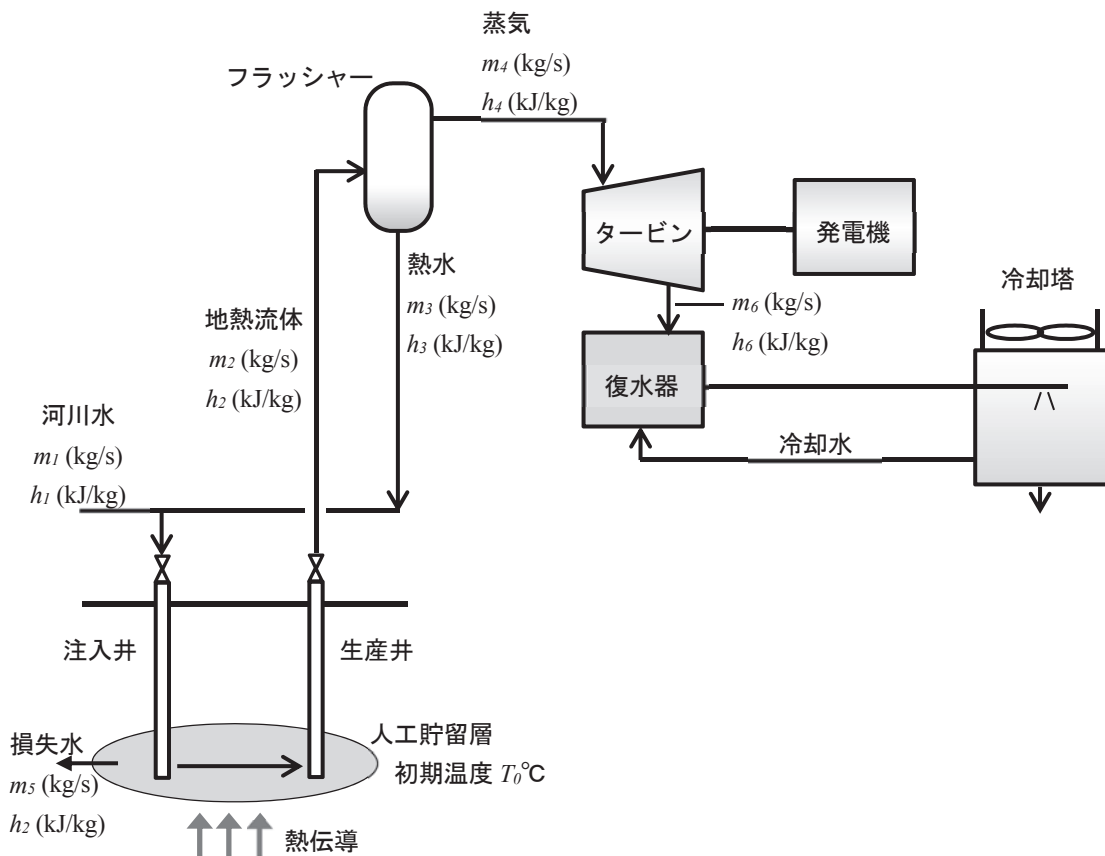 蒸気
m4 (kg/s)
h4 (kJ/kg)
フラッシャー
タービン
発電機
熱水
m3 (kg/s)
h3 (kJ/kg)
m6 (kg/s)
h6 (kJ/kg)
冷却塔
地熱流体
m2 (kg/s)
h2 (kJ/kg)
復水器
冷却水
河川水
m1 (kg/s)
h1 (kJ/kg)
注入井
生産井
人工貯留層
初期温度 T0℃
損失水
m5 (kg/s)
h2 (kJ/kg)
熱伝導